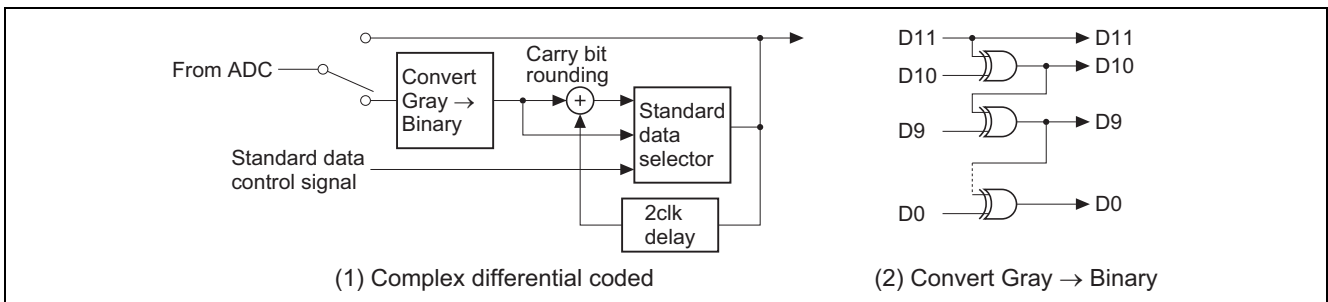 From ADC
Convert
Gray →
Binary
Carry bit
rounding
+
Standard
data
selector
Standard data
control signal
2clk
delay
(1) Complex differential coded
D11
D11
D10
D10
D9
D9
D0
D0
(2) Convert Gray → Binary